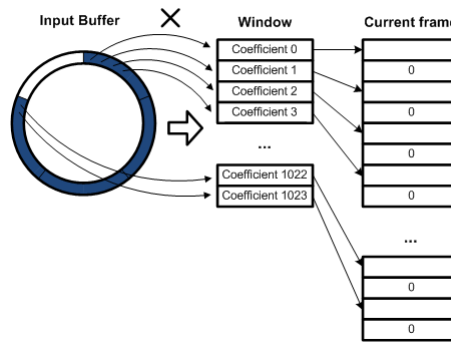 Input Buffer
Window
Current frame
Coefficient 0
Coefficient 1
0
Coefficient 2
Coefficient 3
0
...
0
Coefficient 1022
0
Coefficient 1023
...
0
0